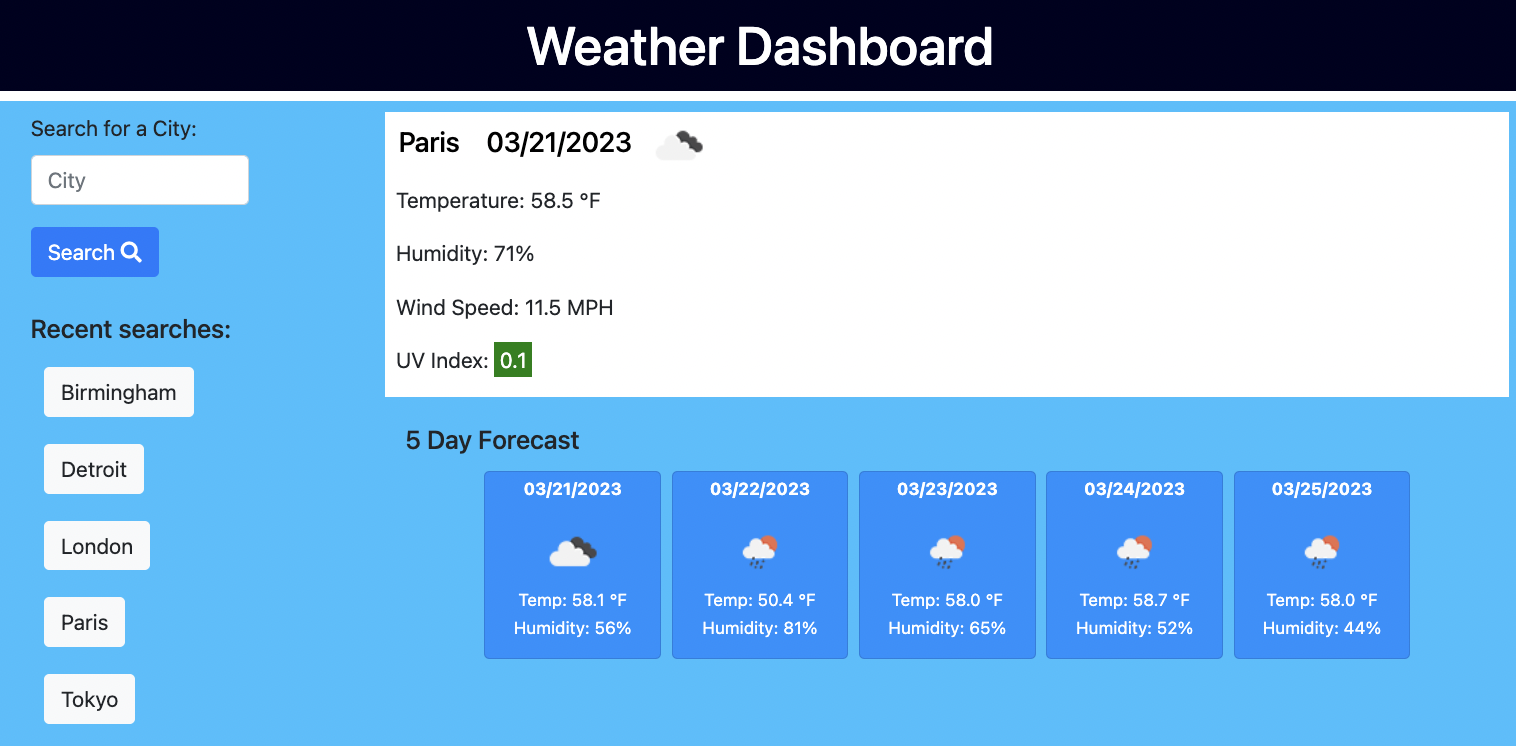 Weather Dashboard
Search for a City:
City
Search
Recent searches:
Birmingham
Detroit
London
Paris
Tokyo
Paris 03/21/2023
Temperature: 58.5 °F
Humidity: 71%
Wind Speed: 11.5 MPH
UV Index: 0.1
5 Day Forecast
03/21/2023
Temp: 58.1 °F
Humidity: 56%
03/22/2023
Temp: 50.4 °F
Humidity: 81%
03/23/2023
Temp: 58.0 °F
Humidity: 65%
03/24/2023
Temp: 58.7 °F
Humidity: 52%
03/25/2023
Temp: 58.0 °F
Humidity: 44%